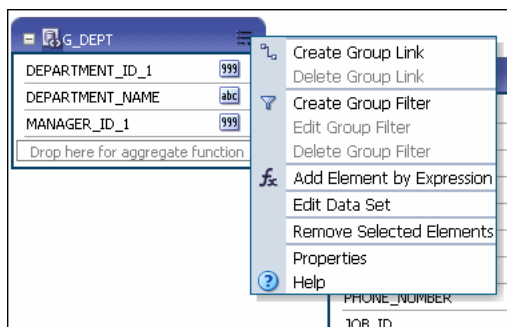 G_DEPT
DEPARTMENT_ID_1 999
DEPARTMENT_NAME abc
MANAGER_ID_1 999
Drop here for aggregate function
Create Group Link
Delete Group Link
Create Group Filter
Edit Group Filter
Delete Group Filter
fx Add Element by Expression
Edit Data Set
Remove Selected Elements
Properties
? Help
PHONE_NUMBER
JOB_ID